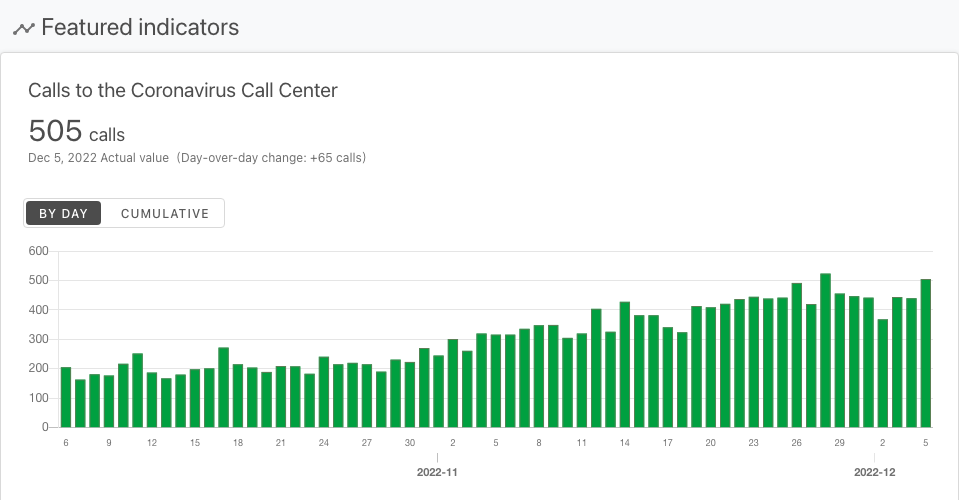 Featured indicators
Calls to the Coronavirus Call Center
505 calls
Dec 5, 2022 Actual value (Day-over-day change: +65 calls)
BY DAY CUMULATIVE
600
500
400
300
200
100
0
6 9 12 15 18 21 24 27 30 2 5 8 11 14 17 20 23 26 29 2 5
2022-11 2022-12